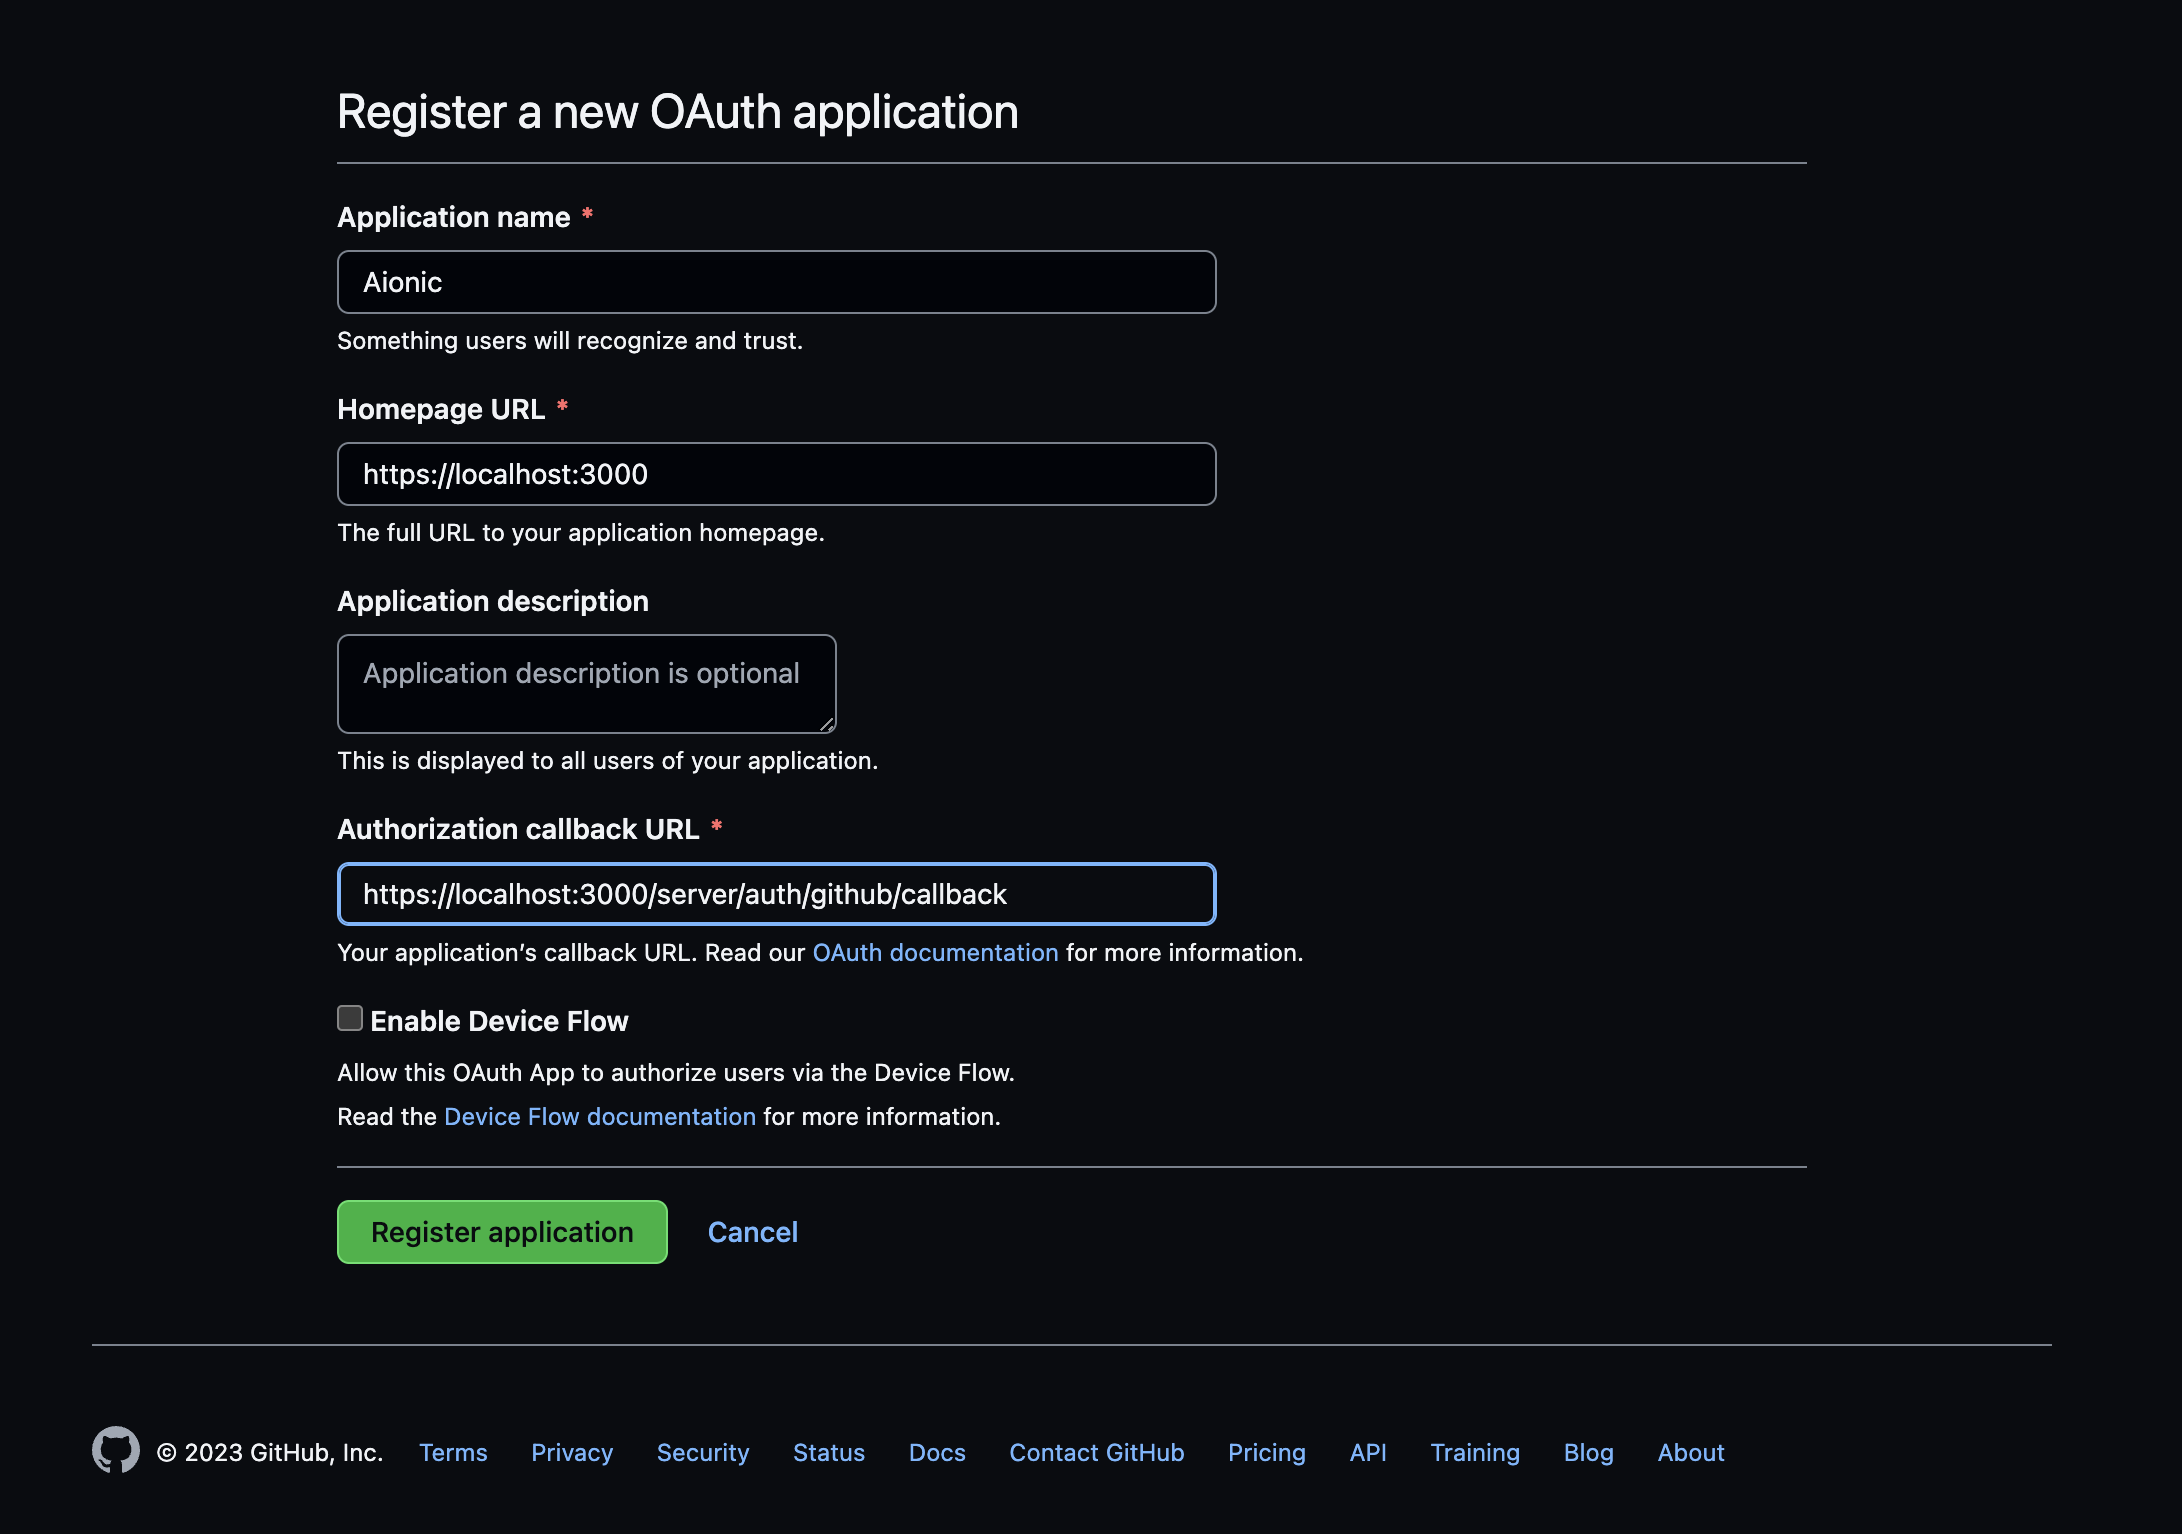 Register a new OAuth application
Application name *
Aionic
Something users will recognize and trust.
Homepage URL *
https://localhost:3000
The full URL to your application homepage.
Application description
Application description is optional
This is displayed to all users of your application.
Authorization callback URL *
https://localhost:3000/server/auth/github/callback
Your application’s callback URL. Read our OAuth documentation for more information.
Enable Device Flow
Allow this OAuth App to authorize users via the Device Flow.
Read the Device Flow documentation for more information.
Register application Cancel
© 2023 GitHub, Inc. Terms Privacy Security Status Docs Contact GitHub Pricing API Training Blog About